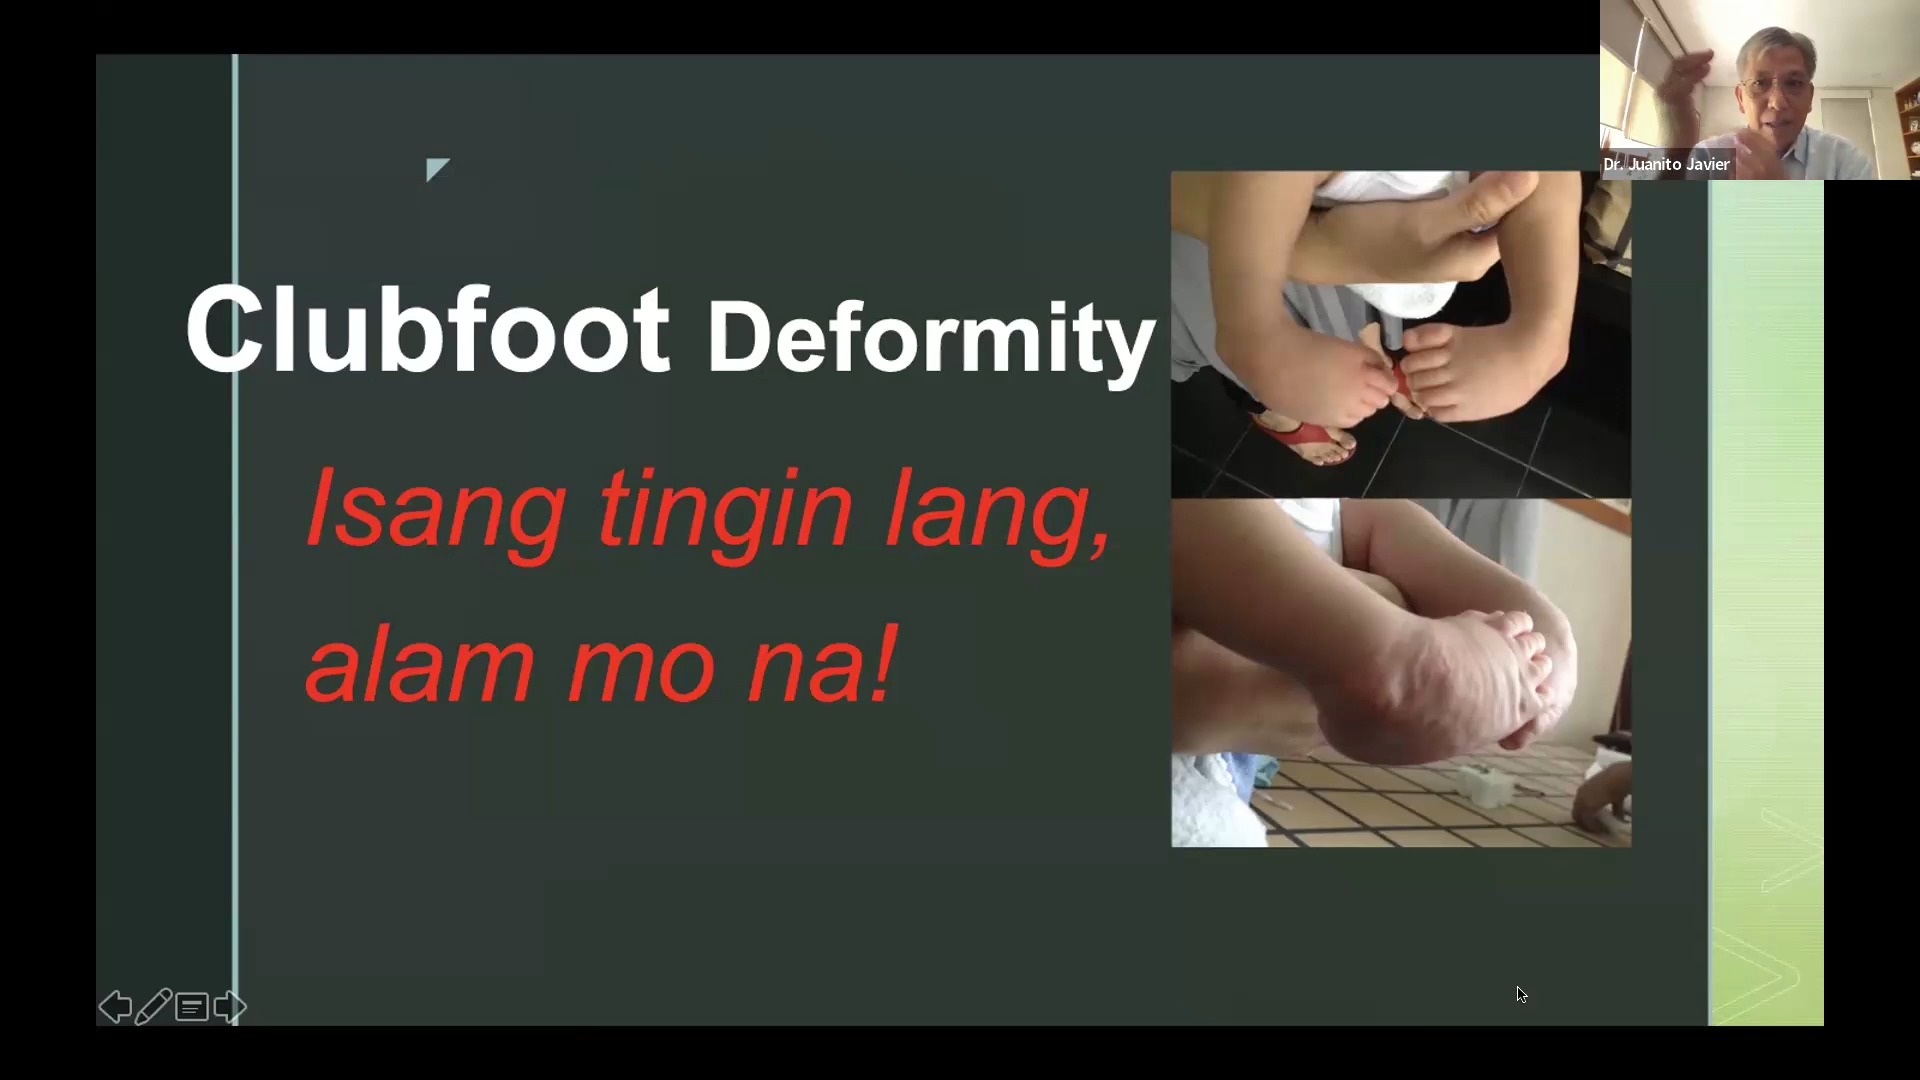 Dr. Juanito Javier
Clubfoot Deformity
Isang tingin lang,
alam mo na!